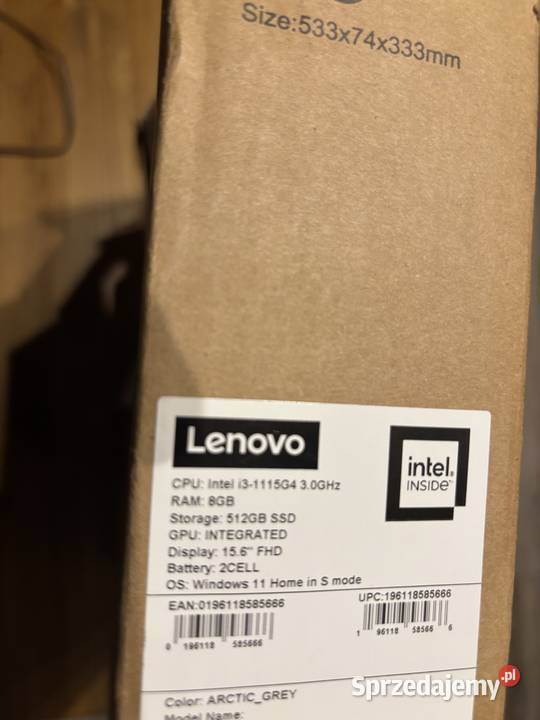 Size:533x74x333mm
Lenovo
intel.
INSIDE™
CPU: Intel i3-1115G4 3.0GHz
RAM: 8GB
Storage: 512GB SSD
GPU: INTEGRATED
Display: 15.6" FHD
Battery: 2CELL
OS: Windows 11 Home in S mode
EAN:0196118585666
UPC:196118585666
0 196118 585666
1 96118 58566 6
Color: ARCTIC_GREY
Model Name:
Sprzedajemy.pl